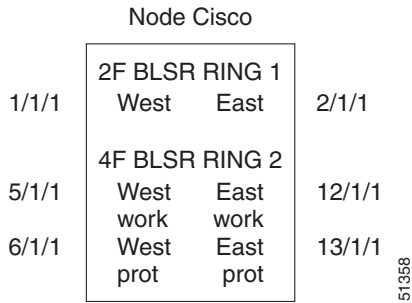 Node Cisco
2F BLSR RING 1
1/1/1 West East 2/1/1
4F BLSR RING 2
5/1/1 West East 12/1/1
work work
6/1/1 West East 13/1/1
prot prot
51358